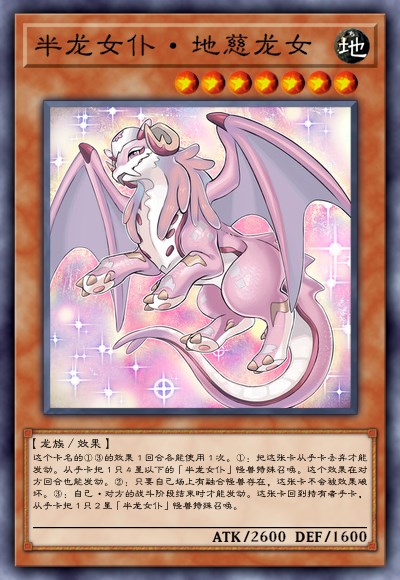 半龙女仆·地慈龙女
地
【龙族/效果】
这个卡名的①③的效果1回合各能使用1次。①：把这张卡从手卡丢弃才能
发动。从手卡把1只4星以下的「半龙女仆」怪兽特殊召唤。这个效果在对
方回合也能发动。②：只要自己场上有融合怪兽存在，这张卡不会被效果破
坏。③：自己·对方的战斗阶段结束时才能发动。这张卡回到持有者手卡，
从手卡把1只2星「半龙女仆」怪兽特殊召唤。
ATK/2600 DEF/1600